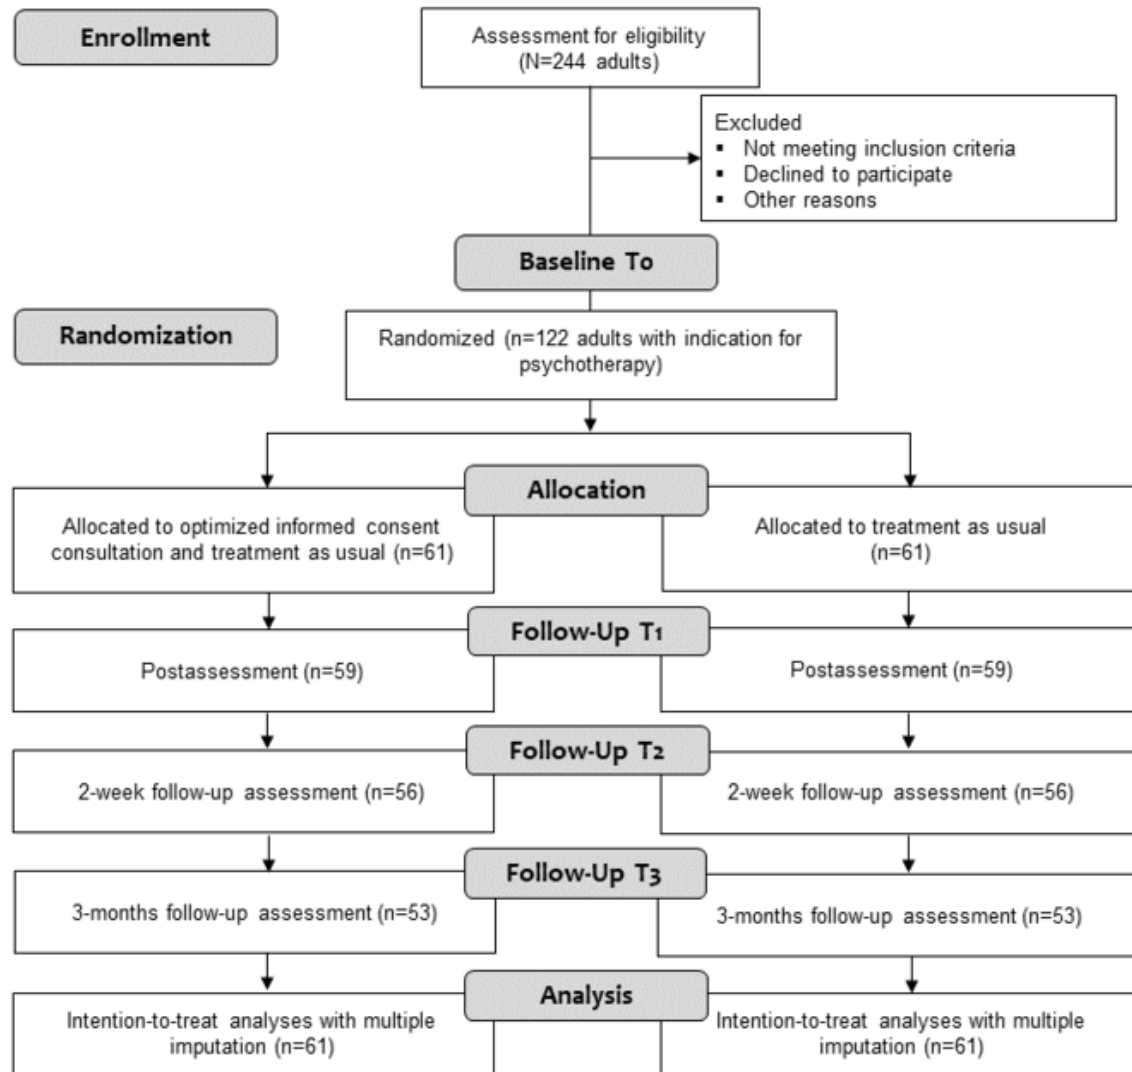 Enrollment
Assessment for eligibility
(N=244 adults)
Excluded
▪ Not meeting inclusion criteria
▪ Declined to participate
▪ Other reasons
Baseline T0
Randomization
Randomized (n=122 adults with indication for
psychotherapy)
Allocation
Allocated to optimized informed consent
consultation and treatment as usual (n=61)
Allocated to treatment as usual
(n=61)
Follow-Up T1
Postassessment (n=59)
Postassessment (n=59)
Follow-Up T2
2-week follow-up assessment (n=56)
2-week follow-up assessment (n=56)
Follow-Up T3
3-months follow-up assessment (n=53)
3-months follow-up assessment (n=53)
Analysis
Intention-to-treat analyses with multiple
imputation (n=61)
Intention-to-treat analyses with multiple
imputation (n=61)